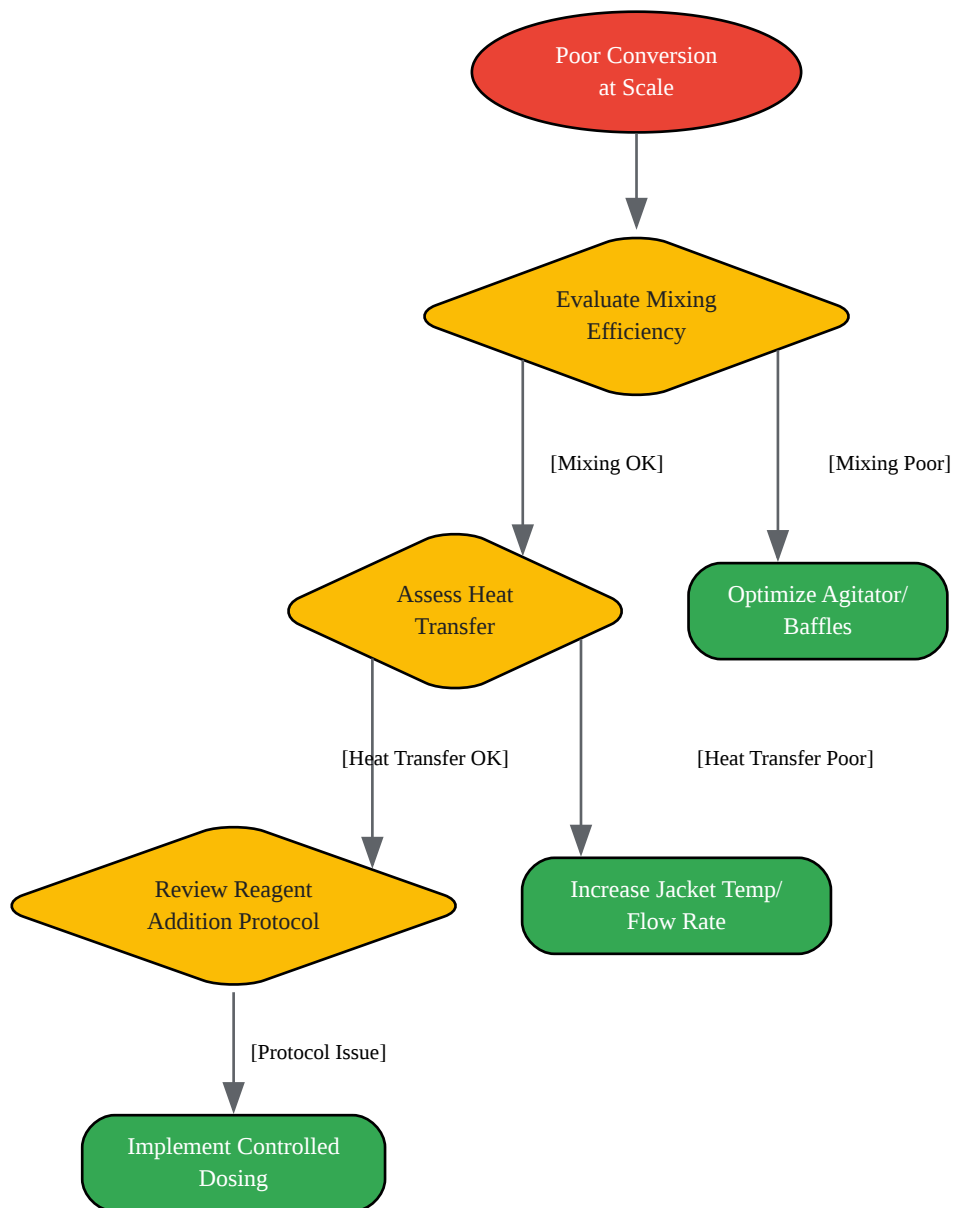 Poor Conversion
at Scale
Evaluate Mixing
Efficiency
[Mixing OK]
[Mixing Poor]
Assess Heat
Transfer
Optimize Agitator/
Baffles
[Heat Transfer OK]
[Heat Transfer Poor]
Review Reagent
Addition Protocol
Increase Jacket Temp/
Flow Rate
[Protocol Issue]
Implement Controlled
Dosing